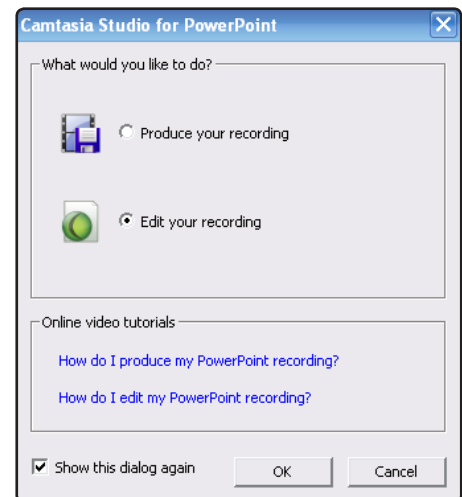 Camtasia Studio for PowerPoint
What would you like to do?
Produce your recording
Edit your recording
Online video tutorials
How do I produce my PowerPoint recording?
How do I edit my PowerPoint recording?
Show this dialog again
OK
Cancel